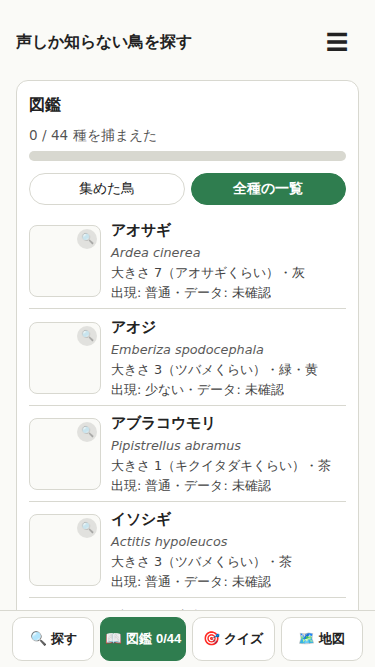 声しか知らない鳥を探す
図鑑
0 / 44 種を捕まえた
集めた鳥
全種の一覧
アオサギ
Ardea cinerea
大きさ 7（アオサギくらい）・灰
出現: 普通・データ: 未確認
アオジ
Emberiza spodocephala
大きさ 3（ツバメくらい）・緑・黄
出現: 少ない・データ: 未確認
アブラコウモリ
Pipistrellus abramus
大きさ 1（キクイタダキくらい）・茶
出現: 普通・データ: 未確認
イソシギ
Actitis hypoleucos
大きさ 3（ツバメくらい）・茶
出現: 普通・データ: 未確認
探す
図鑑 0/44
クイズ
地図